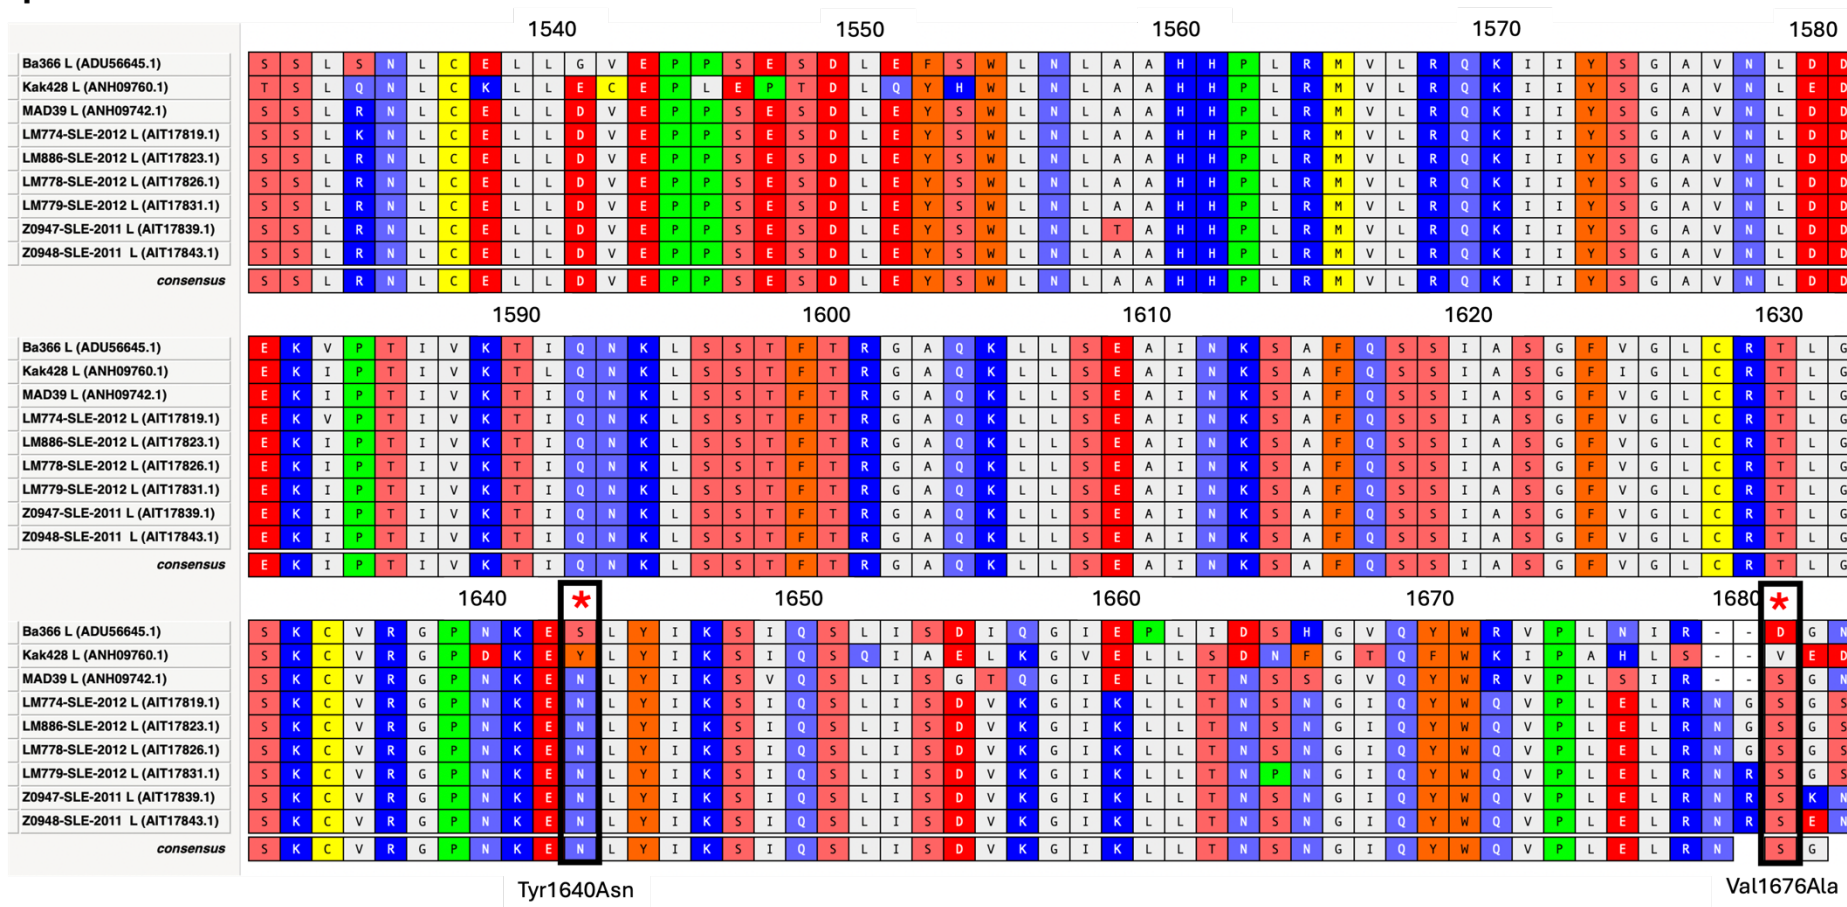 1540 1550 1560 1570 1580
Ba366 L (ADU56645.1) S S L S N L C E L L G V E P P S E S D L E F S W L N L A A H H P L R M V L R Q K I I Y S G A V N L D D
Kak428 L (ANH09760.1) T S L Q N L C K L L E C E P L E P T D L Q Y H W L N L A A H H P L R M V L R Q K I I Y S G A V N L E D
MAD39 L (ANH09742.1) S S L R N L C E L L D V E P P S E S D L E Y S W L N L A A H H P L R M V L R Q K I I Y S G A V N L D D
LM774-SLE-2012 L (AIT17819.1) S S L K N L C E L L D V E P P S E S D L E Y S W L N L A A H H P L R M V L R Q K I I Y S G A V N L D D
LM886-SLE-2012 L (AIT17823.1) S S L R N L C E L L D V E P P S E S D L E Y S W L N L A A H H P L R M V L R Q K I I Y S G A V N L D D
LM778-SLE-2012 L (AIT17826.1) S S L R N L C E L L D V E P P S E S D L E Y S W L N L A A H H P L R M V L R Q K I I Y S G A V N L D D
LM779-SLE-2012 L (AIT17831.1) S S L R N L C E L L D V E P P S E S D L E Y S W L N L A A H H P L R M V L R Q K I I Y S G A V N L D D
Z0947-SLE-2011 L (AIT17839.1) S S L R N L C E L L D V E P P S E S D L E Y S W L N L T A H H P L R M V L R Q K I I Y S G A V N L D D
Z0948-SLE-2011 L (AIT17843.1) S S L R N L C E L L D V E P P S E S D L E Y S W L N L A A H H P L R M V L R Q K I I Y S G A V N L D D
consensus S S L R N L C E L L D V E P P S E S D L E Y S W L N L A A H H P L R M V L R Q K I I Y S G A V N L D D
1590 1600 1610 1620 1630
Ba366 L (ADU56645.1) E K V P T I V K T I Q N K L S S T F T R G A Q K L L S E A I N K S A F Q S S I A S G F V G L C R T L G
Kak428 L (ANH09760.1) E K I P T I V K T L Q N K L S S T F T R G A Q K L L S E A I N K S A F Q S S I A S G F I G L C R T L G
MAD39 L (ANH09742.1) E K I P T I V K T I Q N K L S S T F T R G A Q K L L S E A I N K S A F Q S S I A S G F V G L C R T L G
LM774-SLE-2012 L (AIT17819.1) E K V P T I V K T I Q N K L S S T F T R G A Q K L L S E A I N K S A F Q S S I A S G F V G L C R T L G
LM886-SLE-2012 L (AIT17823.1) E K I P T I V K T I Q N K L S S T F T R G A Q K L L S E A I N K S A F Q S S I A S G F V G L C R T L G
LM778-SLE-2012 L (AIT17826.1) E K I P T I V K T I Q N K L S S T F T R G A Q K L L S E A I N K S A F Q S S I A S G F V G L C R T L G
LM779-SLE-2012 L (AIT17831.1) E K I P T I V K T I Q N K L S S T F T R G A Q K L L S E A I N K S A F Q S S I A S G F V G L C R T L G
Z0947-SLE-2011 L (AIT17839.1) E K I P T I V K T I Q N K L S S T F T R G A Q K L L S E A I N K S A F Q S S I A S G F V G L C R T L G
Z0948-SLE-2011 L (AIT17843.1) E K I P T I V K T I Q N K L S S T F T R G A Q K L L S E A I N K S A F Q S S I A S G F V G L C R T L G
consensus E K I P T I V K T I Q N K L S S T F T R G A Q K L L S E A I N K S A F Q S S I A S G F V G L C R T L G
1640 * 1650 1660 1670 1680 *
Ba366 L (ADU56645.1) S K C V R G P N K E S L Y I K S I Q S L I S D I Q G I E P L I D S H G V Q Y W R V P L N I R - - D G N
Kak428 L (ANH09760.1) S K C V R G P D K E Y L Y I K S I Q S Q I A E L K G V E L L S D N F G T Q F W K I P A H L S - - V E D
MAD39 L (ANH09742.1) S K C V R G P N K E N L Y I K S V Q S L I S G T Q G I E L L T N S S G V Q Y W R V P L S I R - - S G N
LM774-SLE-2012 L (AIT17819.1) S K C V R G P N K E N L Y I K S I Q S L I S D V K G I K L L T N S N G I Q Y W Q V P L E L R N G S G S
LM886-SLE-2012 L (AIT17823.1) S K C V R G P N K E N L Y I K S I Q S L I S D V K G I K L L T N S N G I Q Y W Q V P L E L R N G S G S
LM778-SLE-2012 L (AIT17826.1) S K C V R G P N K E N L Y I K S I Q S L I S D V K G I K L L T N S N G I Q Y W Q V P L E L R N G S G S
LM779-SLE-2012 L (AIT17831.1) S K C V R G P N K E N L Y I K S I Q S L I S D V K G I K L L T N P N G I Q Y W Q V P L E L R N R S G S
Z0947-SLE-2011 L (AIT17839.1) S K C V R G P N K E N L Y I K S I Q S L I S D V K G I K L L T N S N G I Q Y W Q V P L E L R N R S K N
Z0948-SLE-2011 L (AIT17843.1) S K C V R G P N K E N L Y I K S I Q S L I S D V K G I K L L T N S N G I Q Y W Q V P L E L R N R S E N
consensus S K C V R G P N K E N L Y I K S I Q S L I S D V K G I K L L T N S N G I Q Y W Q V P L E L R N S G
Tyr1640Asn Val1676Ala